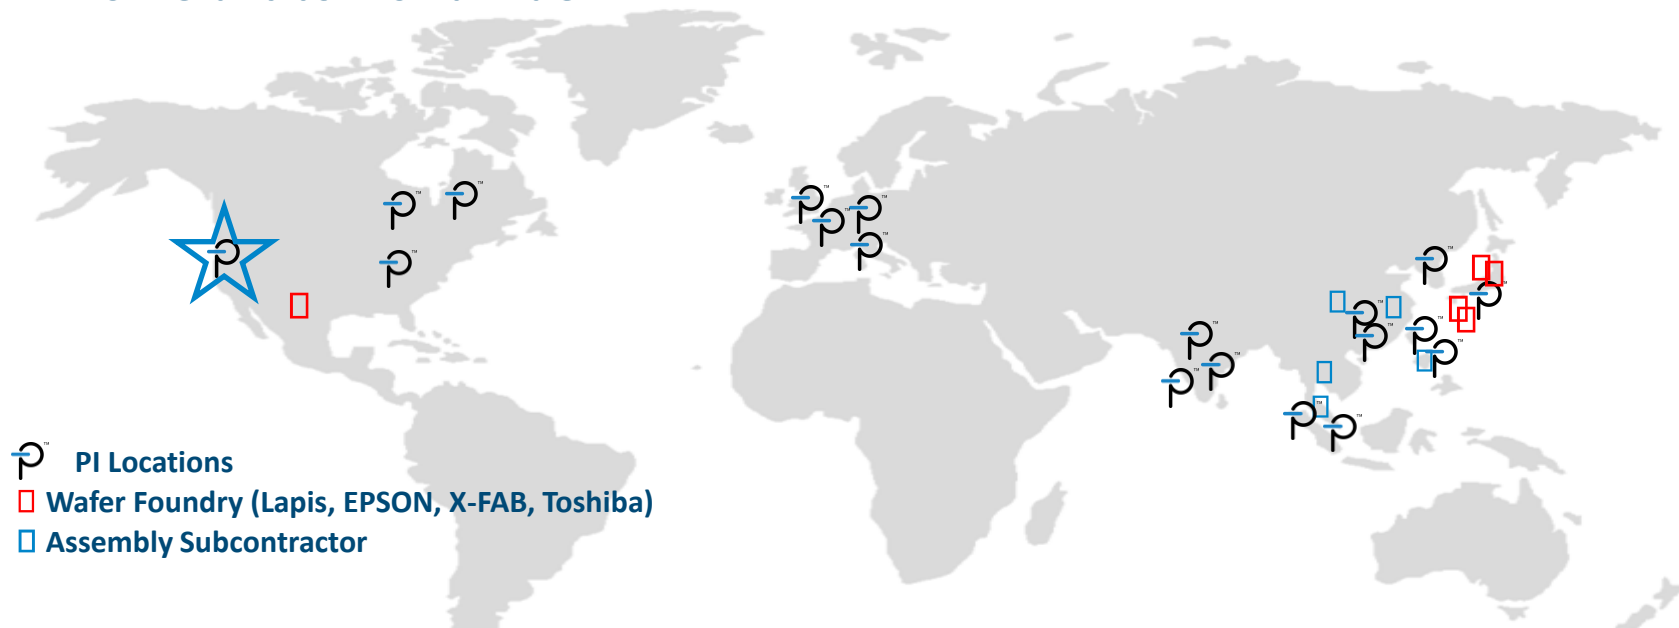 PI Locations
Wafer Foundry (Lapis, EPSON, X-FAB, Toshiba)
Assembly Subcontractor